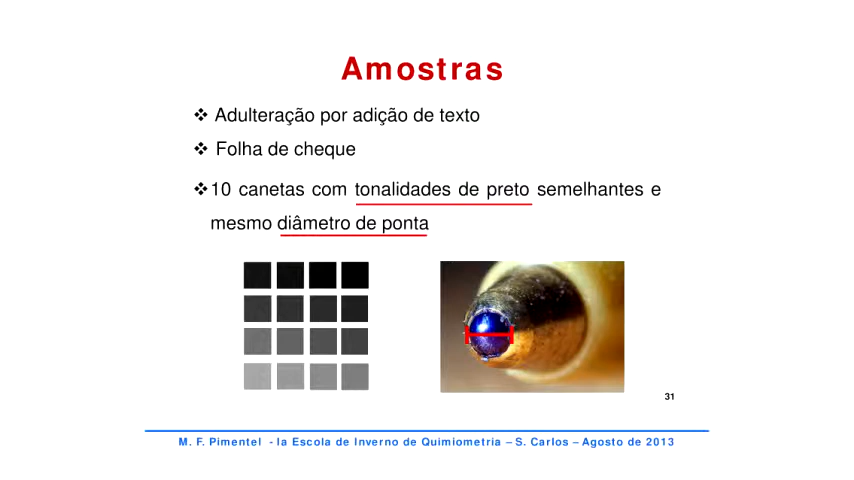 Amostras
❖ Adulteração por adição de texto
❖ Folha de cheque
❖10 canetas com tonalidades de preto semelhantes e
mesmo diâmetro de ponta
31
M. F. Pimentel - Ia Escola de Inverno de Quimiometria – S. Carlos – Agosto de 2013